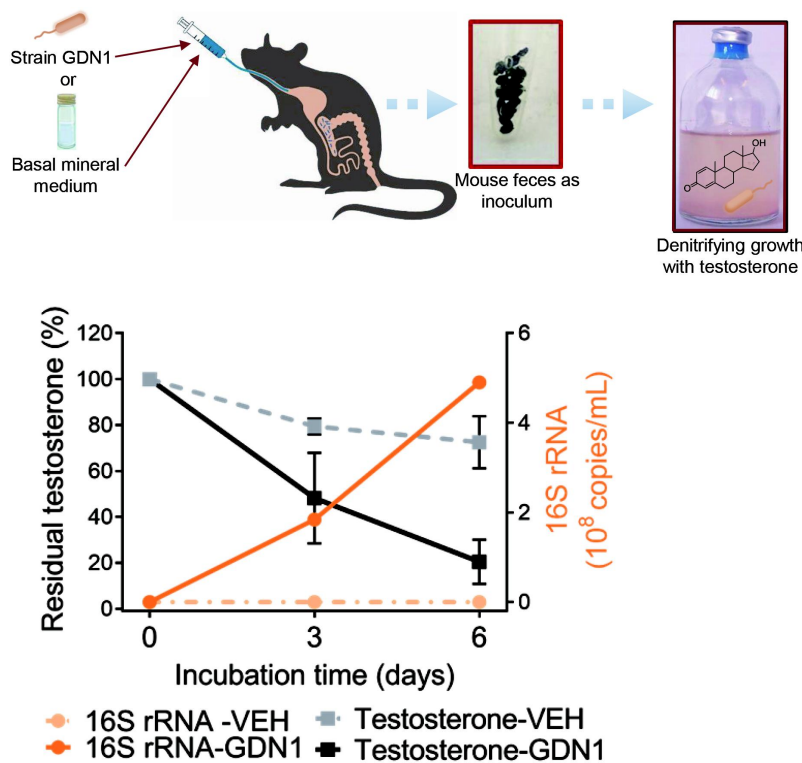 Strain GDN1
or
Basal mineral
medium
Mouse feces as
inoculum
OH
O
Denitrifying growth
with testosterone
Residual testosterone (%)
120
100
80
60
40
20
0
6
4
2
0
16S rRNA
(10⁸ copies/mL)
0 3 6
Incubation time (days)
16S rRNA -VEH Testosterone-VEH
16S rRNA-GDN1 Testosterone-GDN1